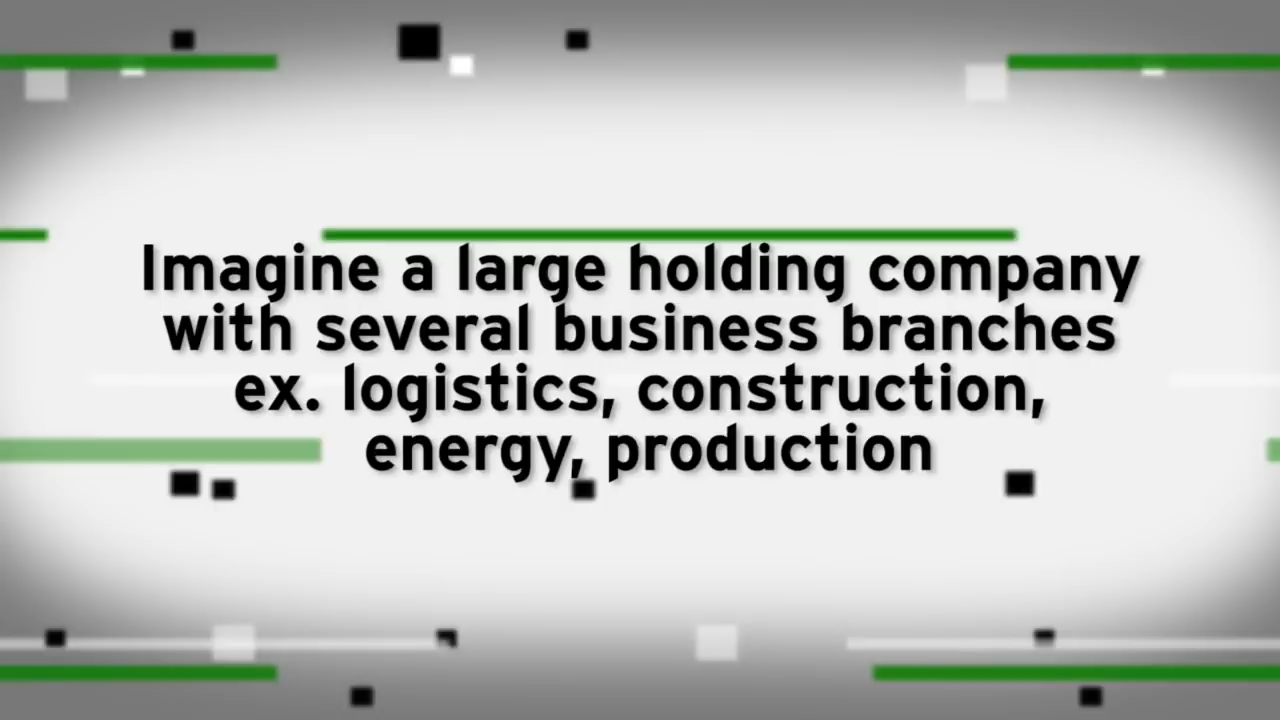 Imagine a large holding company
with several business branches
ex. logistics, construction,
energy, production